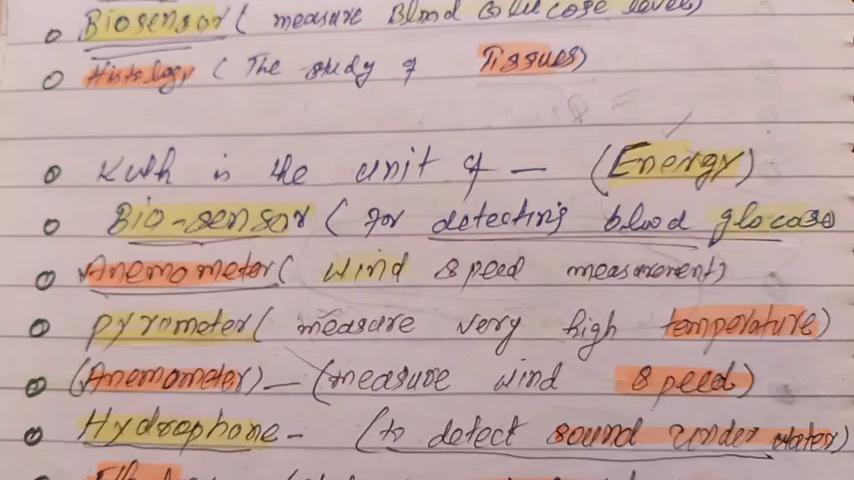 Biosensor ( measure Blood Glucose level)
Histology ( The study of Tissues)
Kwh is the unit of — (Energy)
Bio-sensor ( for detecting blood glocose
Anemometer ( wind speed measurement)
pyrometer ( measure very high temperature)
(Anemometer) — (measure wind speed)
Hydrophone - (to detect sound under water)